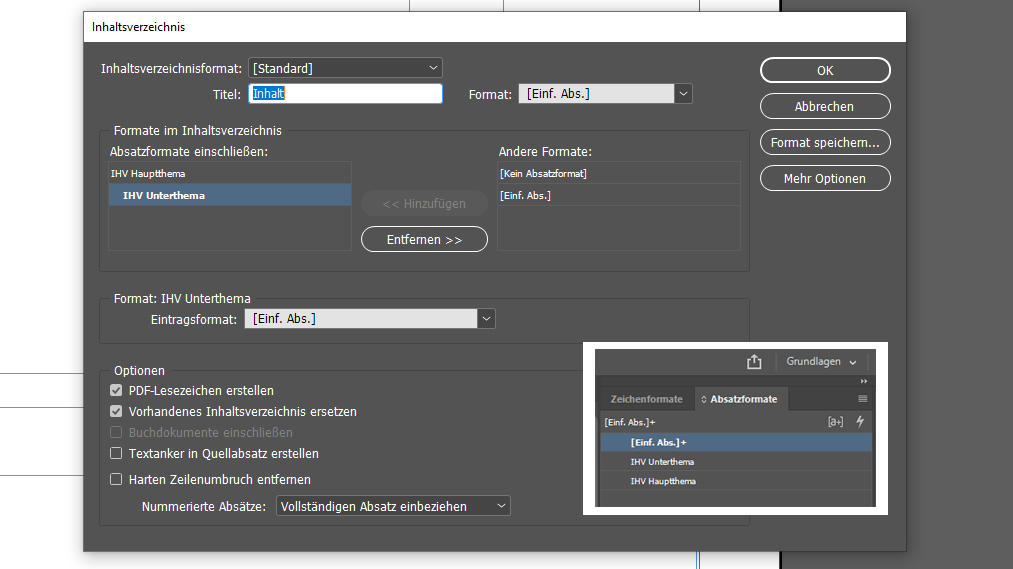 Inhaltsverzeichnis
Inhaltsverzeichnisformat: [Standard]
Titel: Inhalt Format: [Einf. Abs.]
OK
Abbrechen
Format speichern...
Mehr Optionen
Formate im Inhaltsverzeichnis
Absatzformate einschließen: Andere Formate:
IHV Hauptthema [Kein Absatzformat]
IHV Unterthema [Einf. Abs.]
<< Hinzufügen
Entfernen >>
Format: IHV Unterthema
Eintragsformat: [Einf. Abs.]
Optionen
PDF-Lesezeichen erstellen
Vorhandenes Inhaltsverzeichnis ersetzen
Buchdokumente einschließen
Textanker in Quellabsatz erstellen
Harten Zeilenumbruch entfernen
Nummerierte Absätze: Vollständigen Absatz einbeziehen
Grundlagen
Zeichenformate Absatzformate
[Einf. Abs.]+ [a+]
[Einf. Abs.]+
IHV Unterthema
IHV Hauptthema